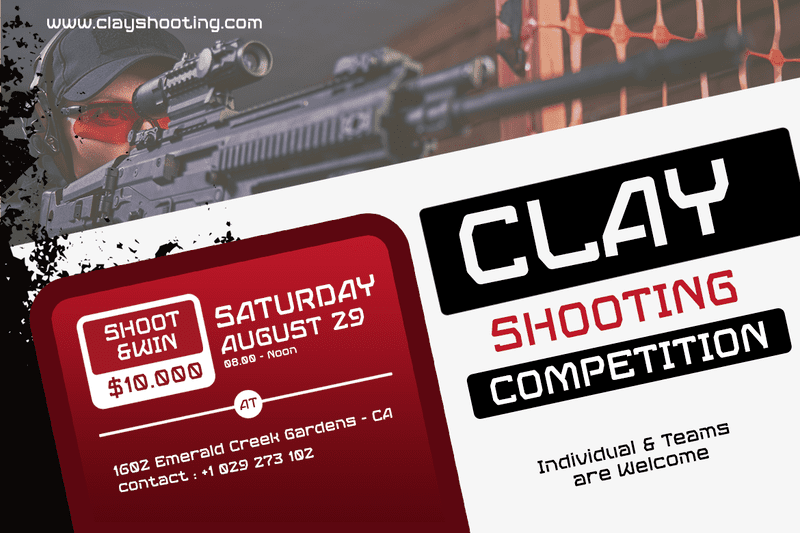 www.clayshooting.com
CLAY
SHOOTING
COMPETITION
Individual & Teams
are Welcome
SHOOT
&WIN
$10.000
SATURDAY
AUGUST 29
08.00 - Noon
AT
1602 Emerald Creek Gardens - CA
contact : +1 029 273 102